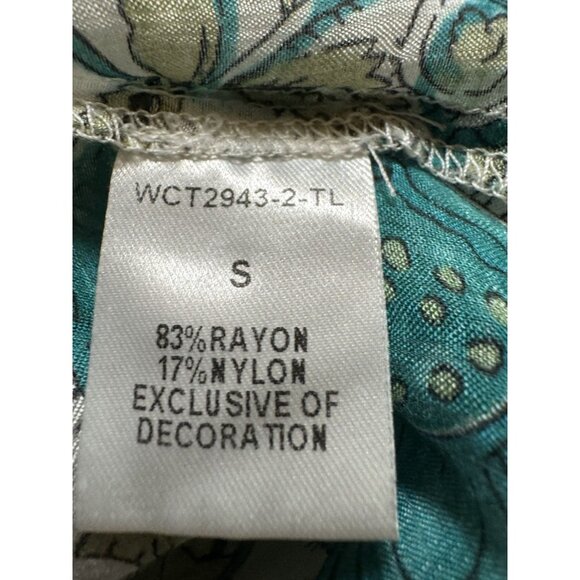 WCT2943-2-TL
S
83%RAYON
17%NYLON
EXCLUSIVE OF
DECORATION